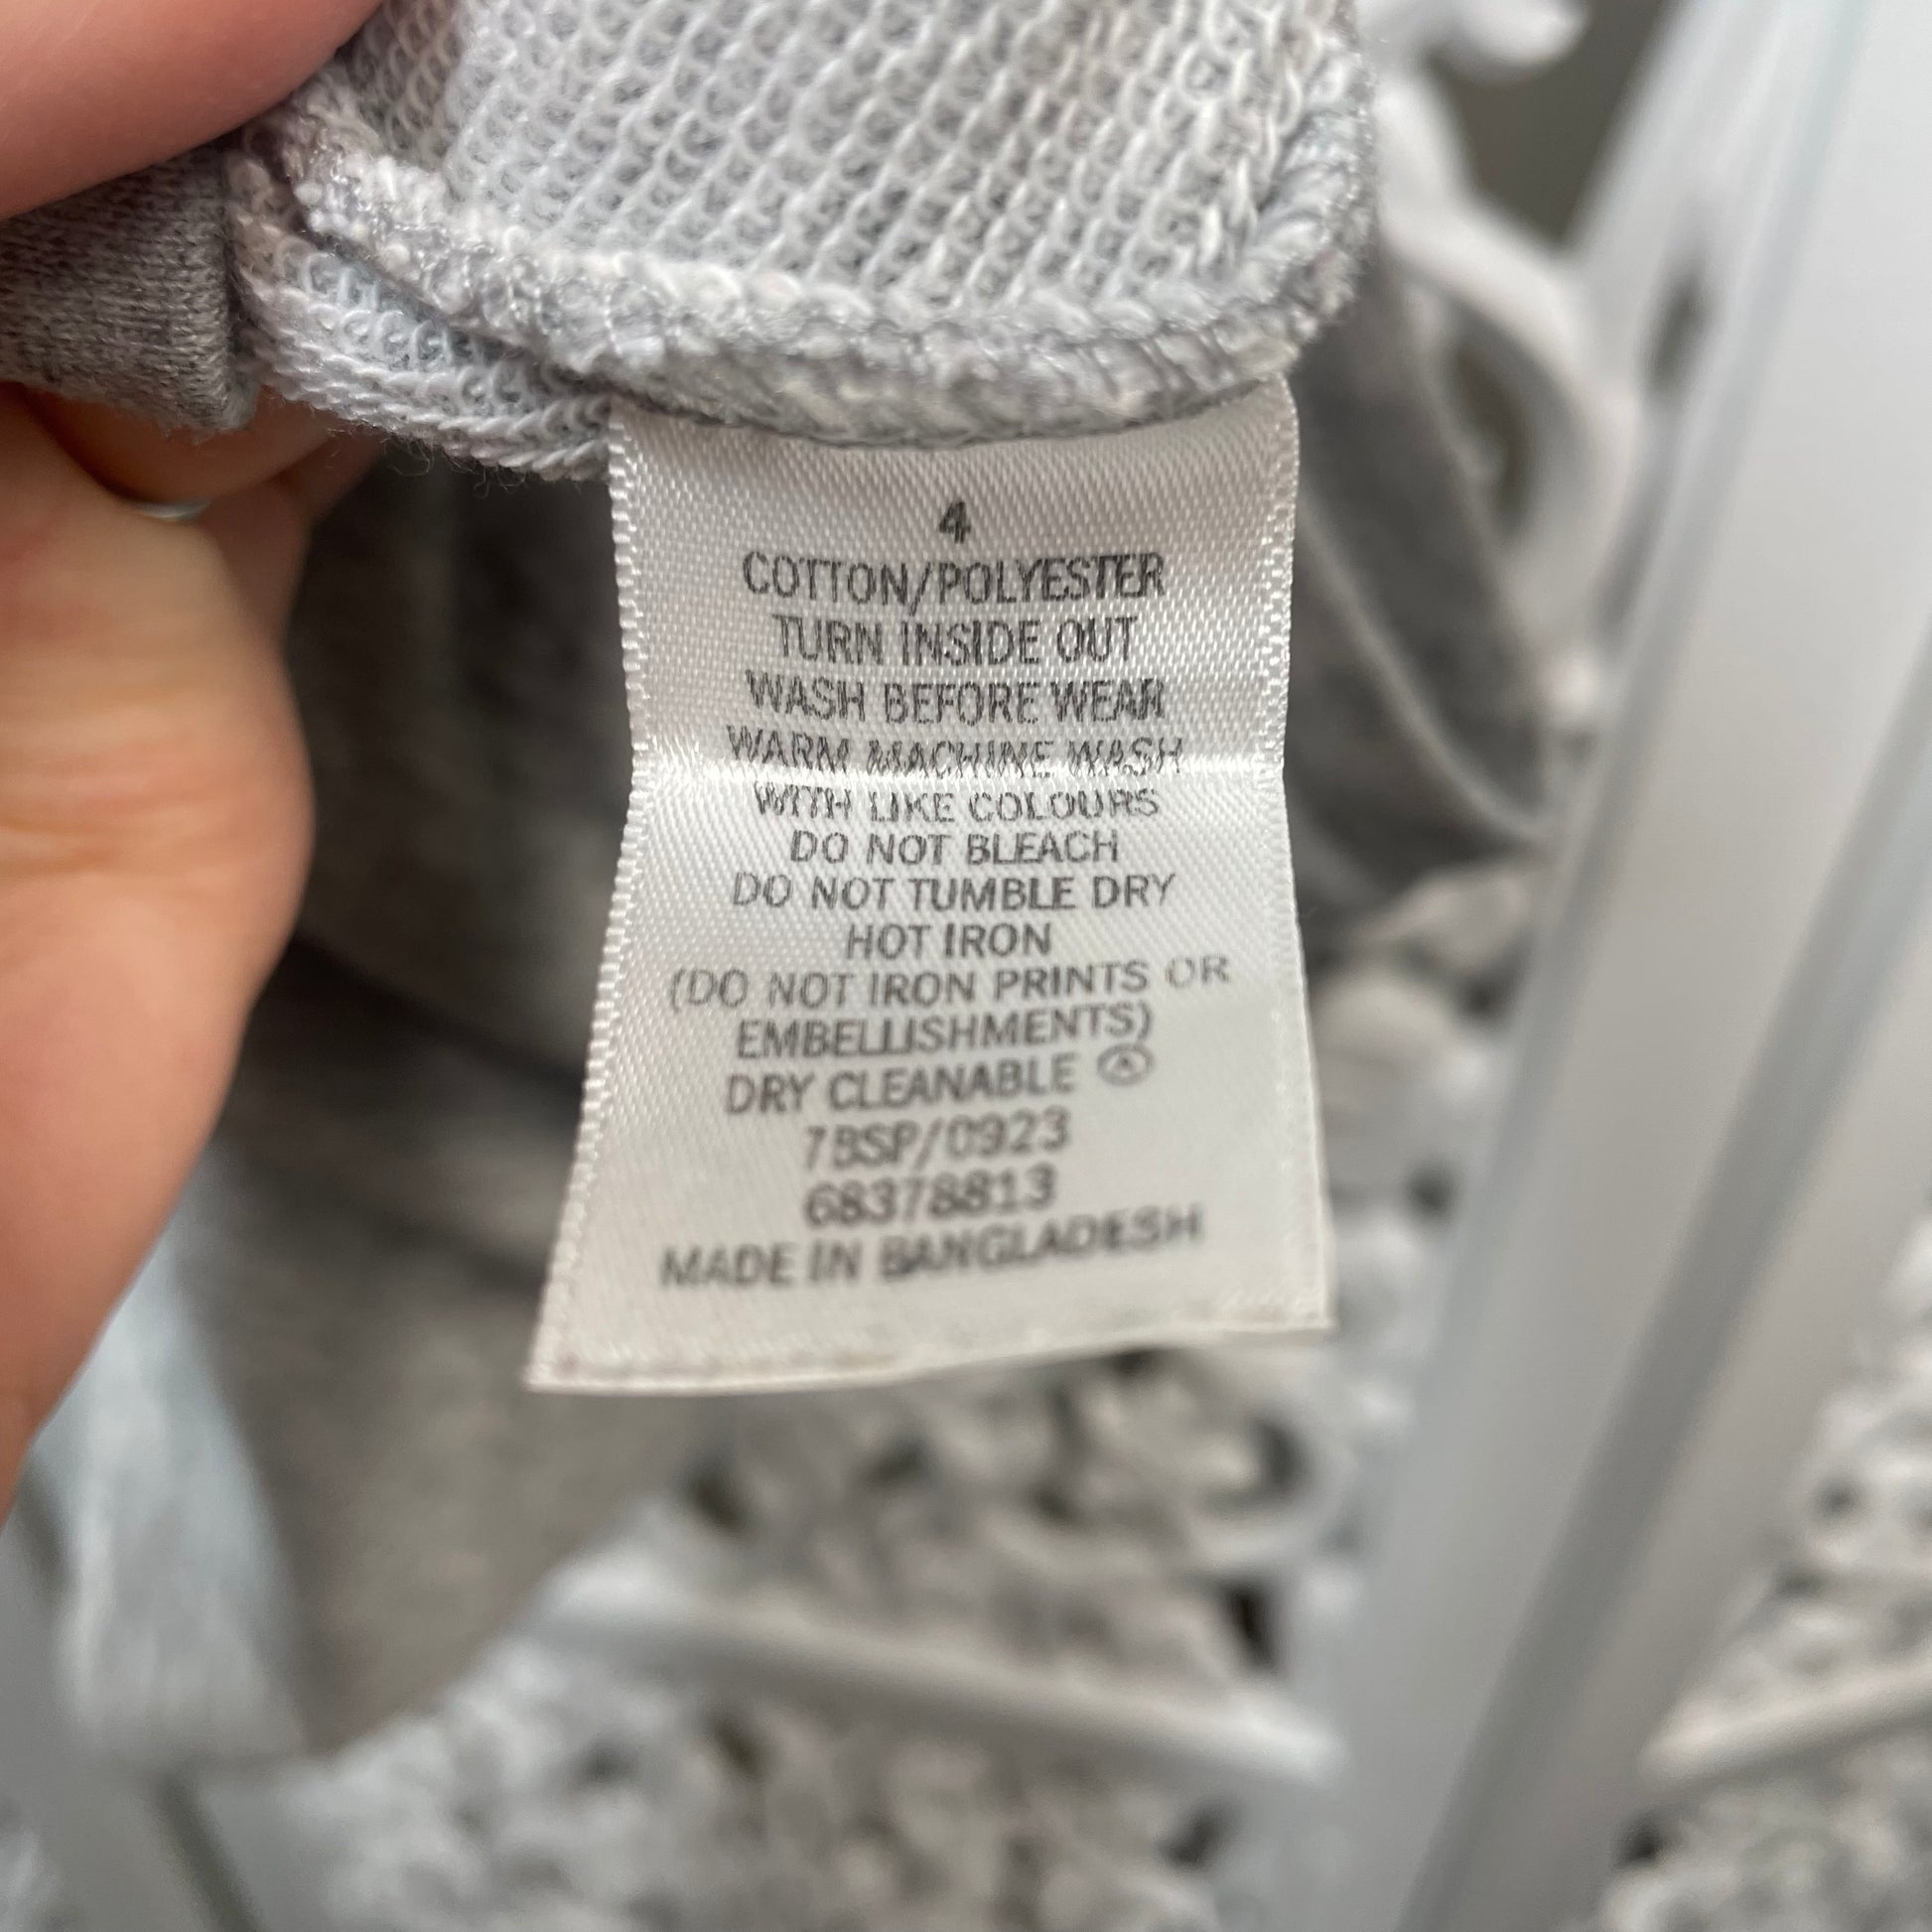 4
COTTON/POLYESTER
TURN INSIDE OUT
WASH BEFORE WEAR
WARM MACHINE WASH
WITH LIKE COLOURS
DO NOT BLEACH
DO NOT TUMBLE DRY
HOT IRON
(DO NOT IRON PRINTS OR
EMBELLISHMENTS)
DRY CLEANABLE Ⓐ
7BSP/0923
68378813
MADE IN BANGLADESH